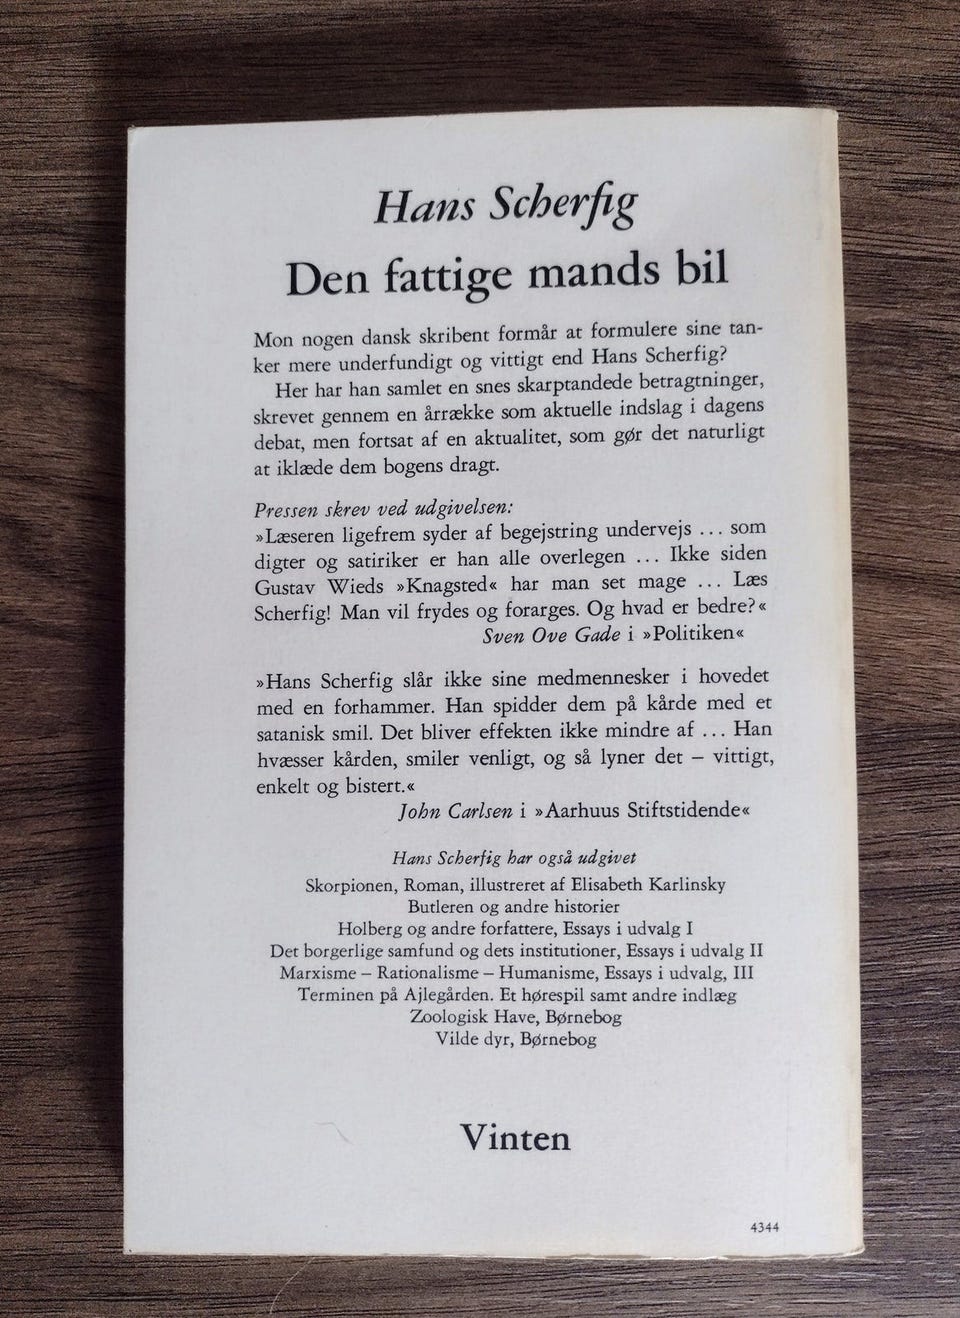 Hans Scherfig
Den fattige mands bil
Mon nogen dansk skribent formår at formulere sine tan-
ker mere underfundigt og vittigt end Hans Scherfig?
Her har han samlet en snes skarptandede betragtninger,
skrevet gennem en årrække som aktuelle indslag i dagens
debat, men fortsat af en aktualitet, som gør det naturligt
at iklæde dem bogens dragt.
Pressen skrev ved udgivelsen:
»Læseren ligefrem syder af begejstring undervejs ... som
digter og satiriker er han alle overlegen ... Ikke siden
Gustav Wieds »Knagsted« har man set mage ... Læs
Scherfig! Man vil frydes og forarges. Og hvad er bedre?«
Sven Ove Gade i »Politiken«
»Hans Scherfig slår ikke sine medmennesker i hovedet
med en forhammer. Han spidder dem på kårde med et
satanisk smil. Det bliver effekten ikke mindre af ... Han
hvæsser kården, smiler venligt, og så lyner det – vittigt,
enkelt og bistert.«
John Carlsen i »Aarhuus Stiftstidende«
Hans Scherfig har også udgivet
Skorpionen, Roman, illustreret af Elisabeth Karlinsky
Butleren og andre historier
Holberg og andre forfattere, Essays i udvalg I
Det borgerlige samfund og dets institutioner, Essays i udvalg II
Marxisme – Rationalisme – Humanisme, Essays i udvalg, III
Terminen på Ajlegården. Et hørespil samt andre indlæg
Zoologisk Have, Børnebog
Vilde dyr, Børnebog
Vinten
4344